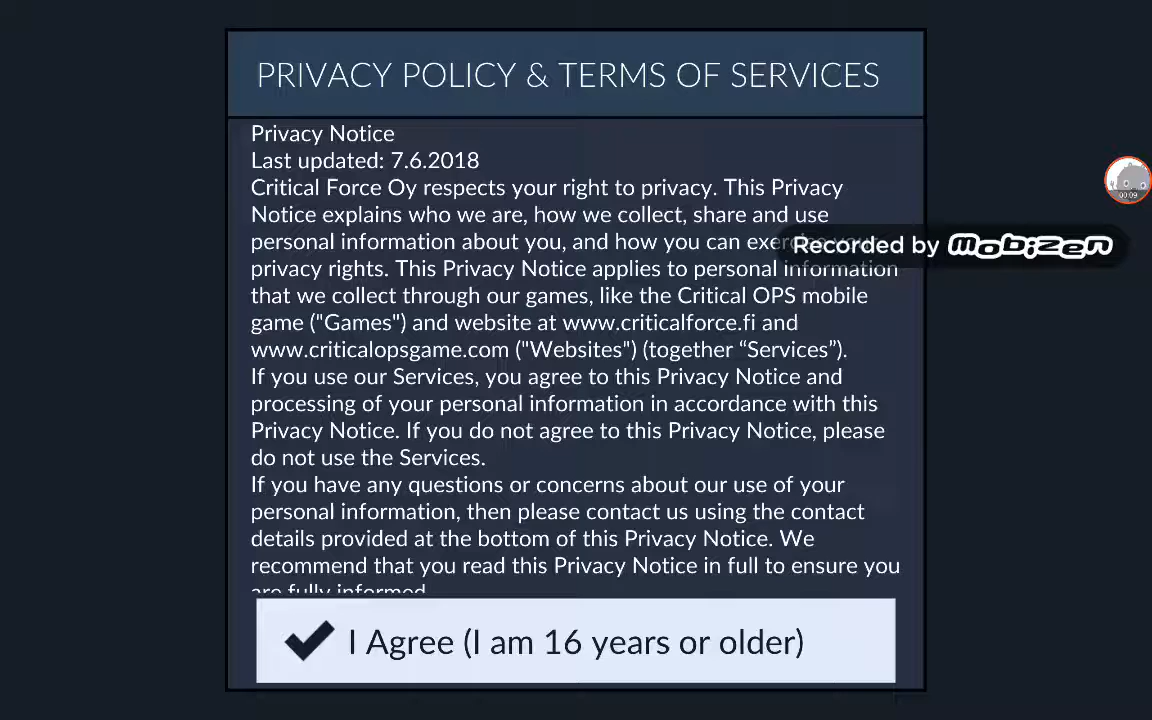 PRIVACY POLICY & TERMS OF SERVICES
Privacy Notice
Last updated: 7.6.2018
Critical Force Oy respects your right to privacy. This Privacy
Notice explains who we are, how we collect, share and use
personal information about you, and how you can exercise your
privacy rights. This Privacy Notice applies to personal information
that we collect through our games, like the Critical OPS mobile
game ("Games") and website at www.criticalforce.fi and
www.criticalopsgame.com ("Websites") (together “Services”).
If you use our Services, you agree to this Privacy Notice and
processing of your personal information in accordance with this
Privacy Notice. If you do not agree to this Privacy Notice, please
do not use the Services.
If you have any questions or concerns about our use of your
personal information, then please contact us using the contact
details provided at the bottom of this Privacy Notice. We
recommend that you read this Privacy Notice in full to ensure you
are fully informed.
I Agree (I am 16 years or older)
00:09
Recorded by mobizen